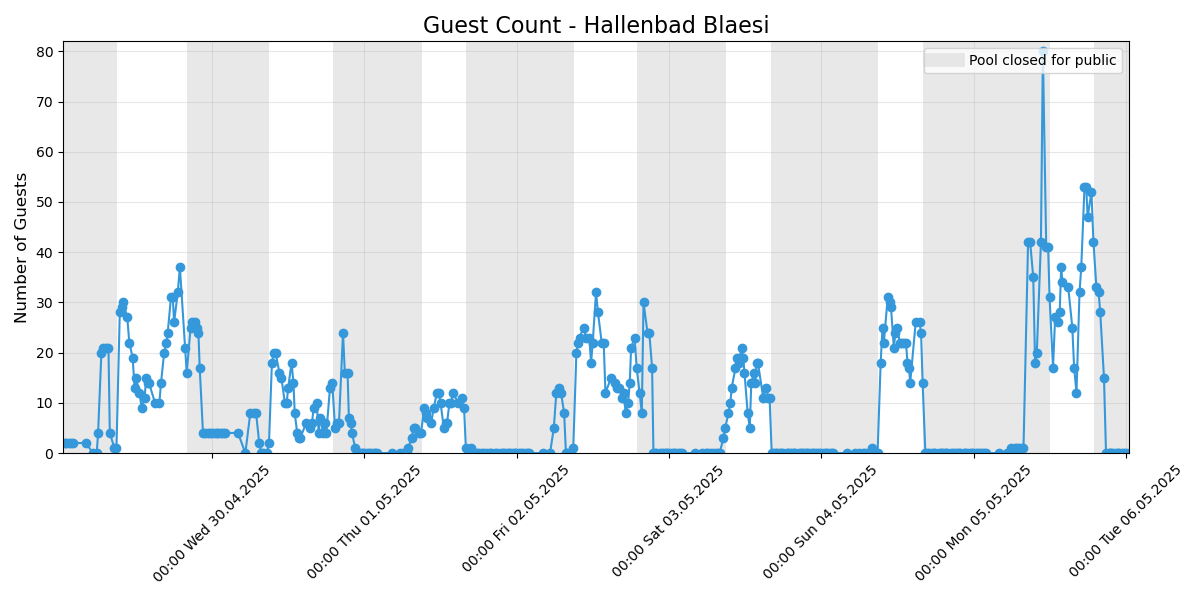 Guest Count - Hallenbad Blaesi
Pool closed for public
Number of Guests
80
70
60
50
40
30
20
10
0
00:00 Wed 30.04.2025
00:00 Thu 01.05.2025
00:00 Fri 02.05.2025
00:00 Sat 03.05.2025
00:00 Sun 04.05.2025
00:00 Mon 05.05.2025
00:00 Tue 06.05.2025